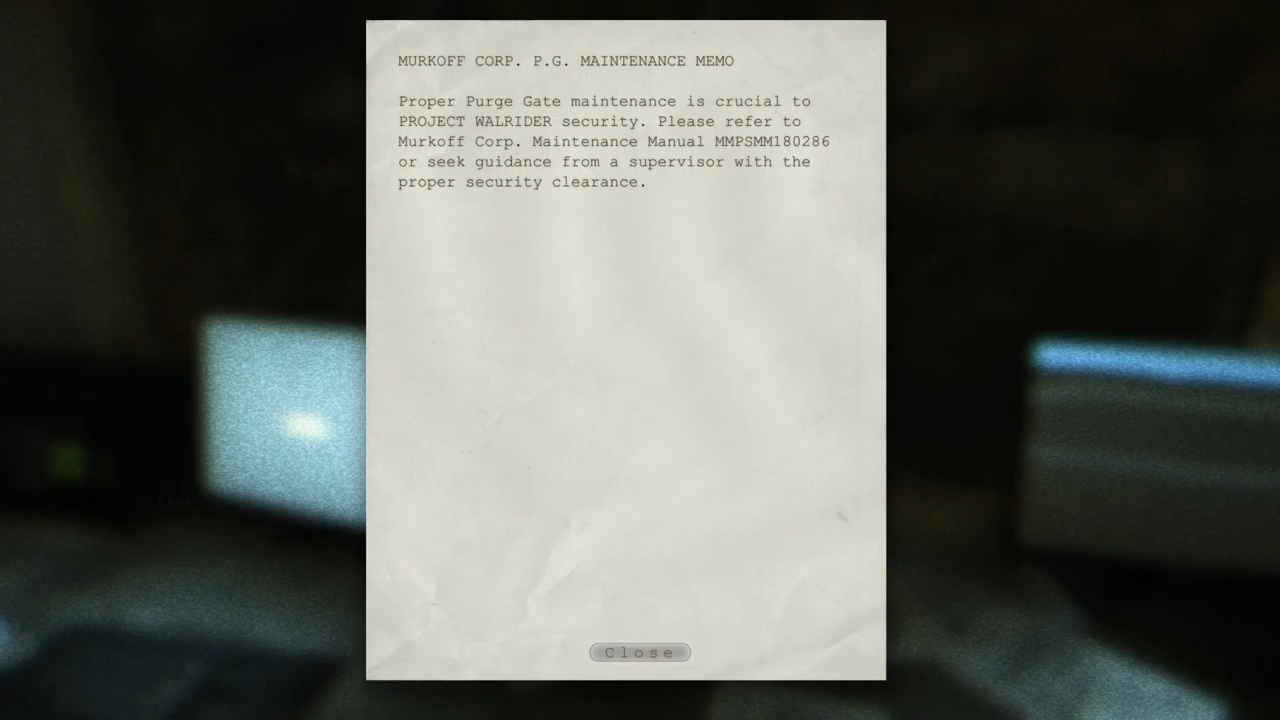 MURKOFF CORP. P.G. MAINTENANCE MEMO
Proper Purge Gate maintenance is crucial to
PROJECT WALRIDER security. Please refer to
Murkoff Corp. Maintenance Manual MMPSMM180286
or seek guidance from a supervisor with the
proper security clearance.
Close